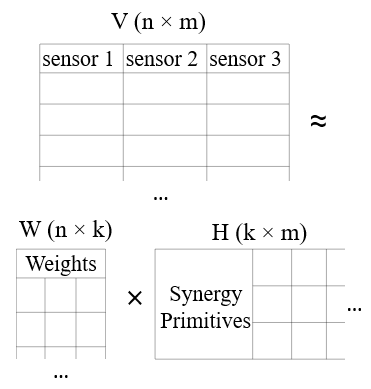 V (n × m)
sensor 1 sensor 2 sensor 3
≈
...
W (n × k)
H (k × m)
Weights
×
Synergy
Primitives
...
...